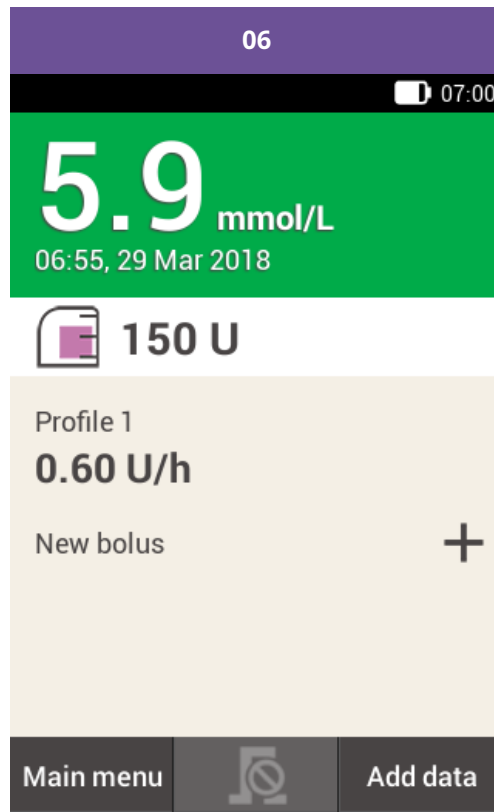 06
07:00
5.9 mmol/L
06:55, 29 Mar 2018
150 U
Profile 1
0.60 U/h
New bolus
Main menu
Add data